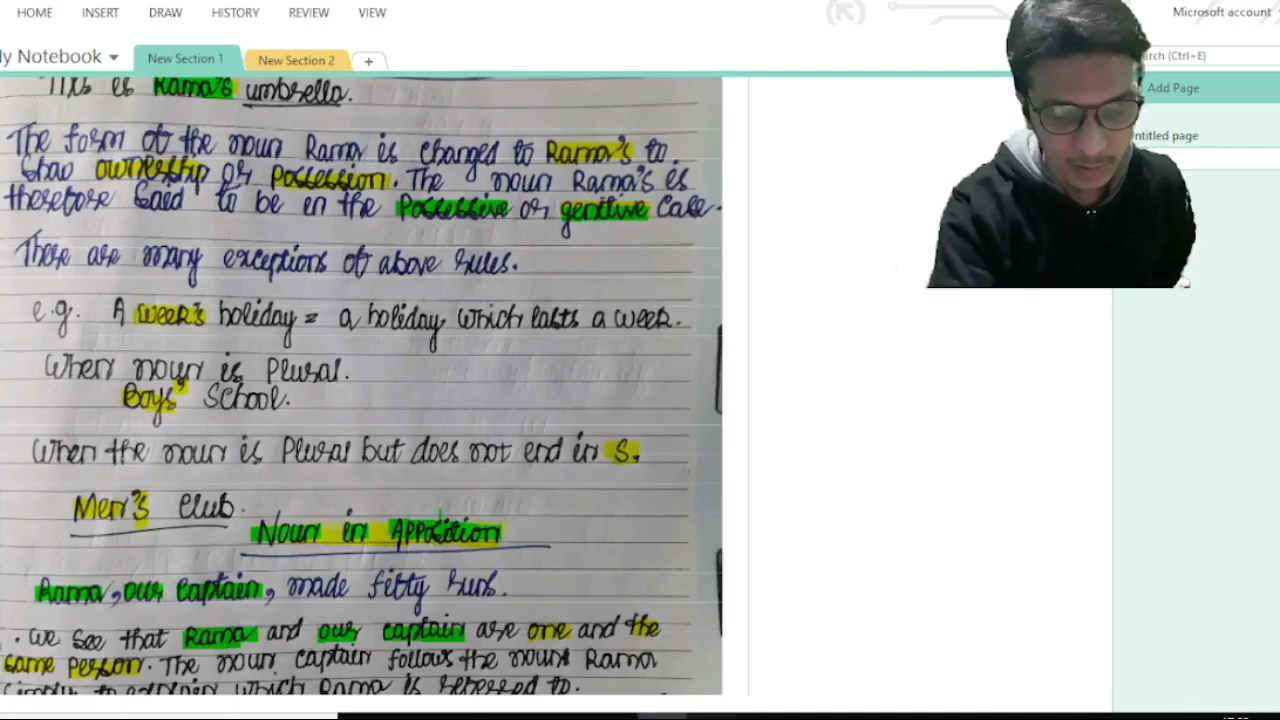 HOME INSERT DRAW HISTORY REVIEW VIEW Microsoft account
y Notebook New Section 1 New Section 2 + arch (Ctrl+E)
Add Page
ntitled page
This is Rama's umbrella.
The form of the noun Rama is changed to Rama's to
Show ownership or Possession. The noun Rama's is
therefore Said to be in the Possessive or genitive Case.
There are many exceptions of above rules.
e.g. A week's holiday = a holiday which lasts a week.
When noun is Plural.
Boys' School.
When the noun is Plural but does not end in S.
Men's Club.
Noun in Apposition
Rama, our Captain, made fifty runs.
. We See that Rama and our captain are one and the
Same Person. The noun captain follows the noun Rama
Simply to explain which Rama is referred to.